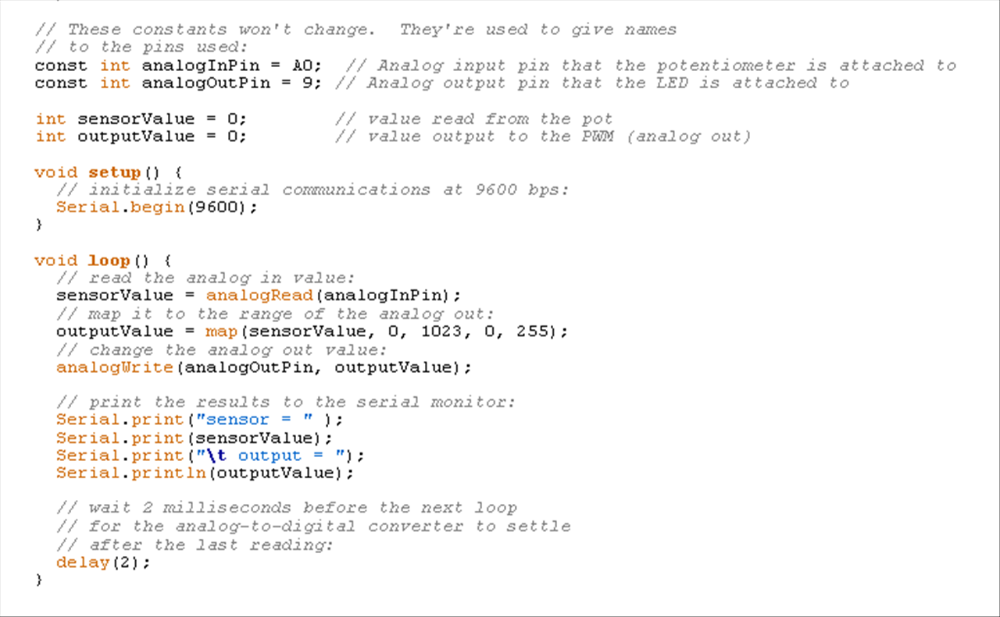 // These constants won't change.  They're used to give names
// to the pins used:
const int analogInPin = A0;  // Analog input pin that the potentiometer is attached to
const int analogOutPin = 9; // Analog output pin that the LED is attached to

int sensorValue = 0;        // value read from the pot
int outputValue = 0;        // value output to the PWM (analog out)

void setup() {
  // initialize serial communications at 9600 bps:
  Serial.begin(9600);
}

void loop() {
  // read the analog in value:
  sensorValue = analogRead(analogInPin);
  // map it to the range of the analog out:
  outputValue = map(sensorValue, 0, 1023, 0, 255);
  // change the analog out value:
  analogWrite(analogOutPin, outputValue);

  // print the results to the serial monitor:
  Serial.print("sensor = " );
  Serial.print(sensorValue);
  Serial.print("\t output = ");
  Serial.println(outputValue);

  // wait 2 milliseconds before the next loop
  // for the analog-to-digital converter to settle
  // after the last reading:
  delay(2);
}